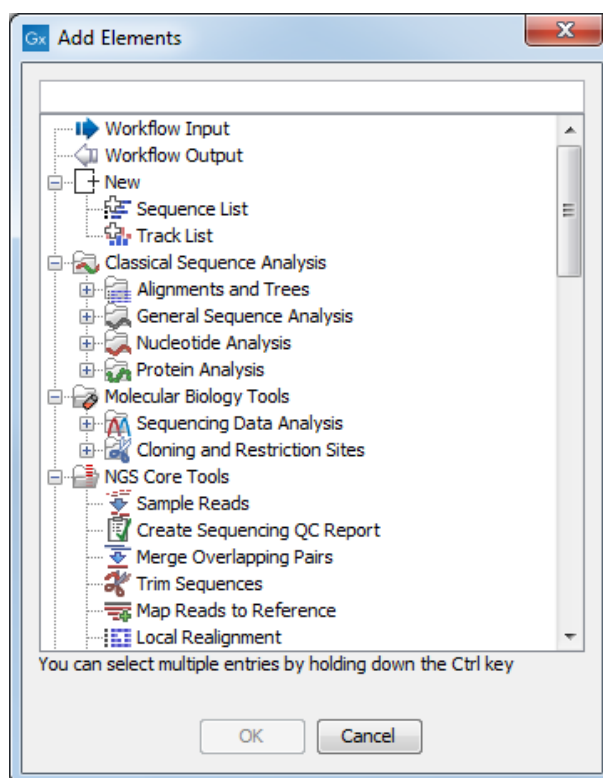 Gx Add Elements
Workflow Input
Workflow Output
New
Sequence List
Track List
Classical Sequence Analysis
Alignments and Trees
General Sequence Analysis
Nucleotide Analysis
Protein Analysis
Molecular Biology Tools
Sequencing Data Analysis
Cloning and Restriction Sites
NGS Core Tools
Sample Reads
Create Sequencing QC Report
Merge Overlapping Pairs
Trim Sequences
Map Reads to Reference
Local Realignment
You can select multiple entries by holding down the Ctrl key
OK Cancel